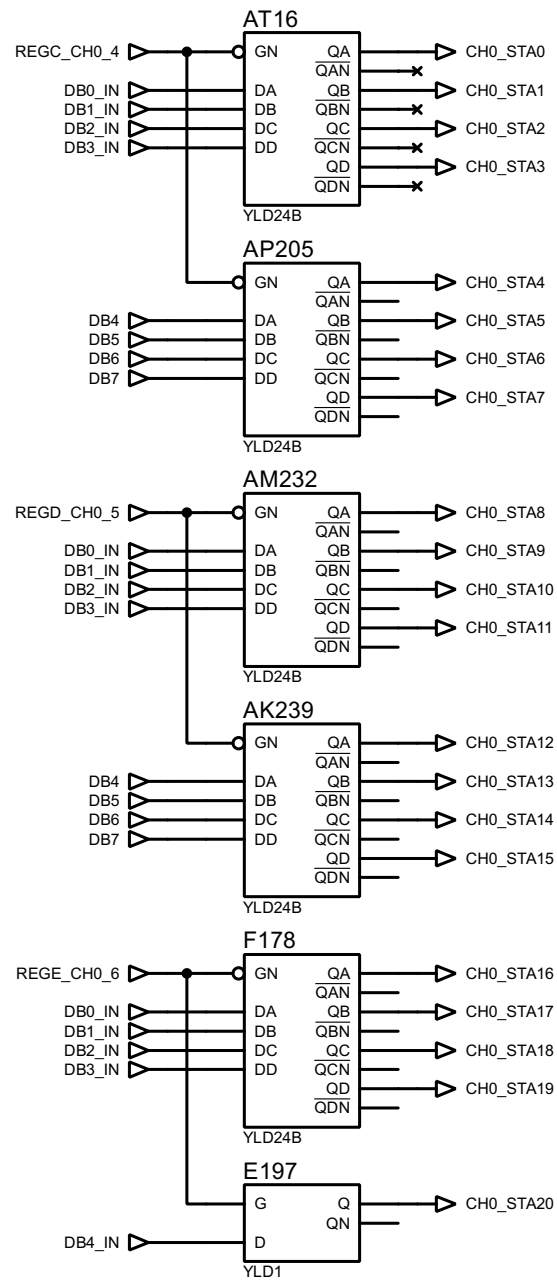 AT16
REGC_CH0_4 GN QA CH0_STA0
QAN
DB0_IN DA QB CH0_STA1
DB1_IN DB QBN
DB2_IN DC QC CH0_STA2
DB3_IN DD QCN
QD CH0_STA3
QDN
YLD24B
AP205
GN QA CH0_STA4
QAN
DB4 DA QB CH0_STA5
DB5 DB QBN
DB6 DC QC CH0_STA6
DB7 DD QCN
QD CH0_STA7
QDN
YLD24B
AM232
REGD_CH0_5 GN QA CH0_STA8
QAN
DB0_IN DA QB CH0_STA9
DB1_IN DB QBN
DB2_IN DC QC CH0_STA10
DB3_IN DD QCN
QD CH0_STA11
QDN
YLD24B
AK239
GN QA CH0_STA12
QAN
DB4 DA QB CH0_STA13
DB5 DB QBN
DB6 DC QC CH0_STA14
DB7 DD QCN
QD CH0_STA15
QDN
YLD24B
F178
REGE_CH0_6 GN QA CH0_STA16
QAN
DB0_IN DA QB CH0_STA17
DB1_IN DB QBN
DB2_IN DC QC CH0_STA18
DB3_IN DD QCN
QD CH0_STA19
QDN
YLD24B
E197
G Q CH0_STA20
QN
DB4_IN D
YLD1